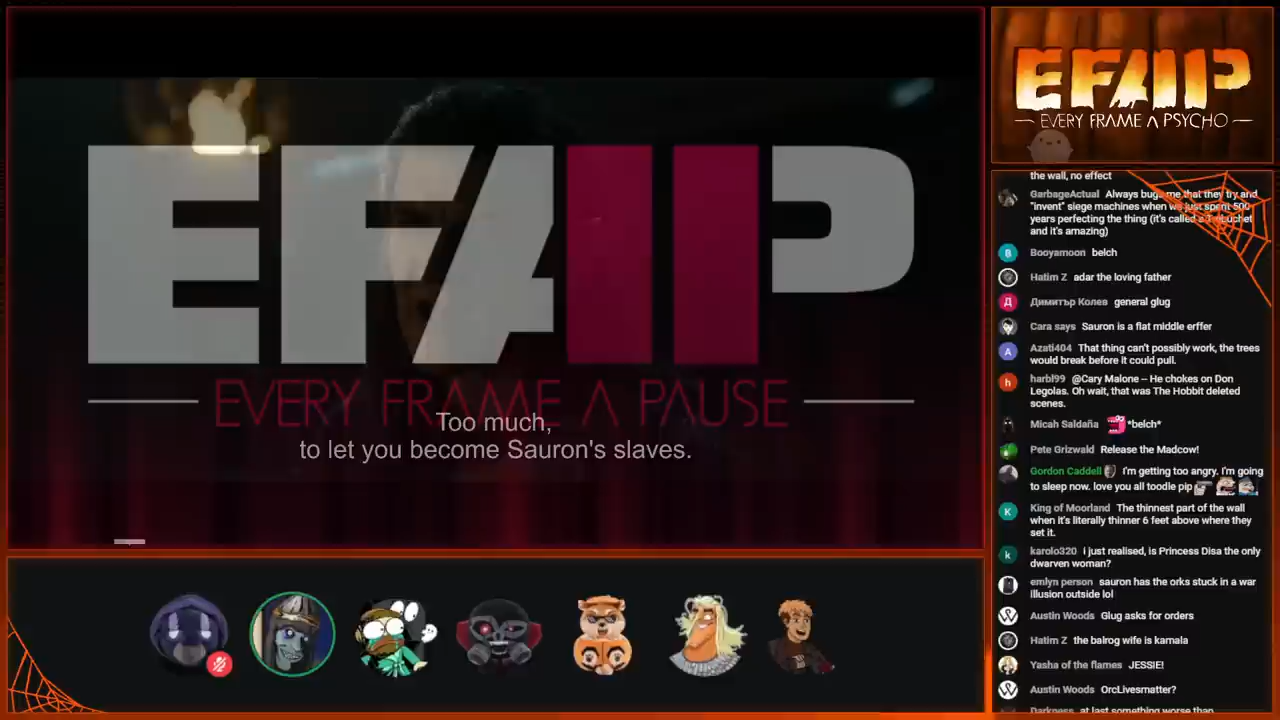 EFAIIP
EVERY FRAME A PAUSE
Too much,
to let you become Sauron's slaves.
EFAIIP
EVERY FRAME A PSYCHO
the wall, no effect
GarbageActual Always bugs me that they try and
"invent" siege machines when we just spent 500
years perfecting the thing (it's called a Trebuchet
and it's amazing)
B Booyamoon belch
Hatim Z adar the loving father
Д Димитър Колев general glug
Cara says Sauron is a flat middle erffer
A Azati404 That thing can't possibly work, the trees
would break before it could pull.
h harbl99 @Cary Malone -- He chokes on Don
Legolas. Oh wait, that was The Hobbit deleted
scenes.
Micah Saldaña *belch*
Pete Grizwald Release the Madcow!
Gordon Caddell I'm getting too angry. I'm going
to sleep now. love you all toodle pip
K King of Moorland The thinnest part of the wall
when it's literally thinner 6 feet above where they
set it.
k karolo320 i just realised, is Princess Disa the only
dwarven woman?
emlyn person sauron has the orks stuck in a war
illusion outside lol
Austin Woods Glug asks for orders
Hatim Z the balrog wife is kamala
Yasha of the flames JESSIE!
Austin Woods OrcLivesmatter?
Darkness at last something worse than